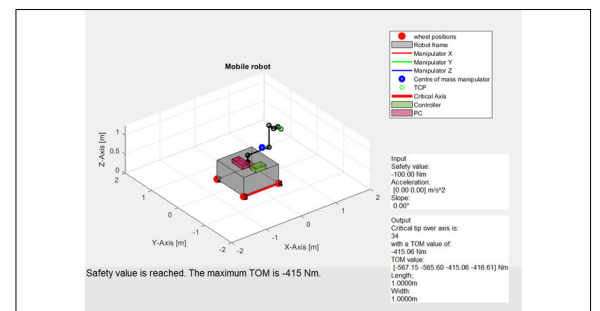 Mobile robot
wheel positions
Robot frame
Manipulator X
Manipulator Y
Manipulator Z
Centre of mass manipulator
TCP
Critical Axis
Controller
PC
Z-Axis [m]
1
0.5
0
2
1
0
-1
-2
Y-Axis [m]
-2
-1
0
1
2
X-Axis [m]
2
3
4
Input
Safety value:
-100.00 Nm
Acceleration:
[0.00 0.00] m/s^2
Slope:
0.00°
Output
Critical tip over axis is:
34
with a TOM value of:
-415.06 Nm
TOM value:
[-567.15 -565.60 -415.06 -416.61] Nm
Length;
1.0000m
Width:
1.0000m
Safety value is reached. The maximum TOM is -415 Nm.